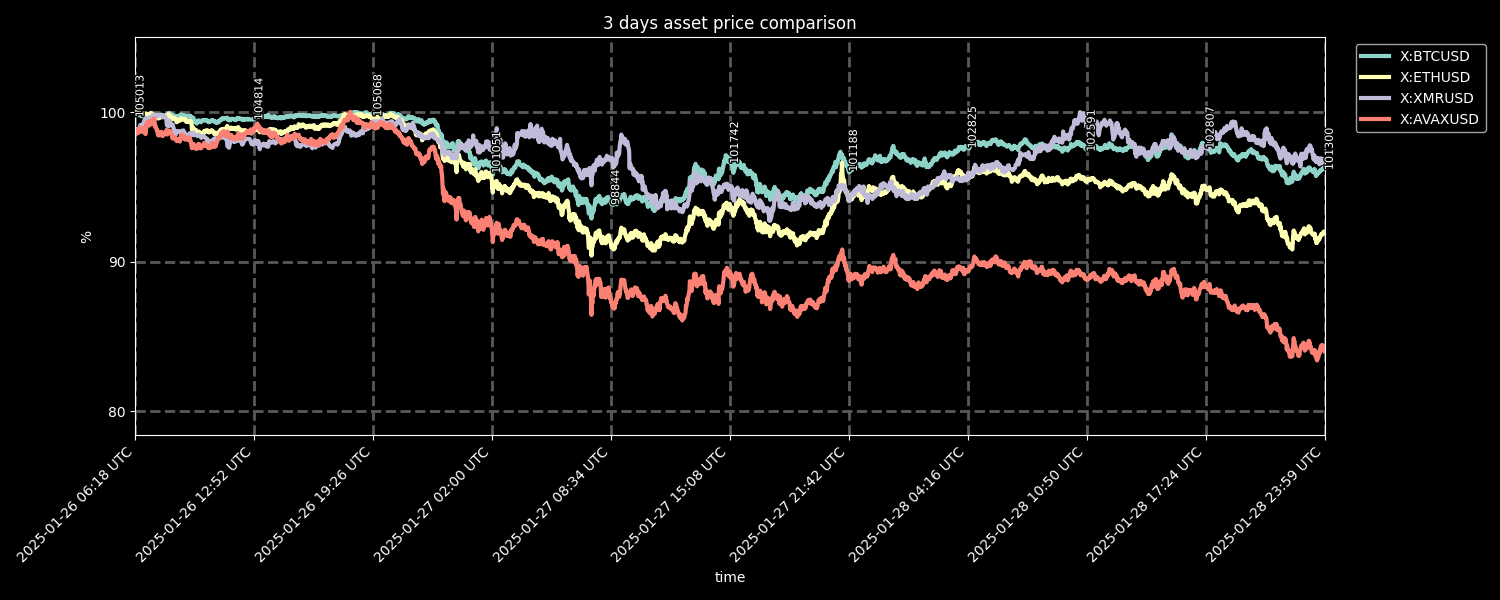 3 days asset price comparison
X:BTCUSD
X:ETHUSD
X:XMRUSD
X:AVAXUSD
%
100
90
80
105013
104814
105068
101051
98844
101742
101188
102825
102591
102807
101300
2025-01-26 06:18 UTC
2025-01-26 12:52 UTC
2025-01-26 19:26 UTC
2025-01-27 02:00 UTC
2025-01-27 08:34 UTC
2025-01-27 15:08 UTC
2025-01-27 21:42 UTC
2025-01-28 04:16 UTC
2025-01-28 10:50 UTC
2025-01-28 17:24 UTC
2025-01-28 23:59 UTC
time